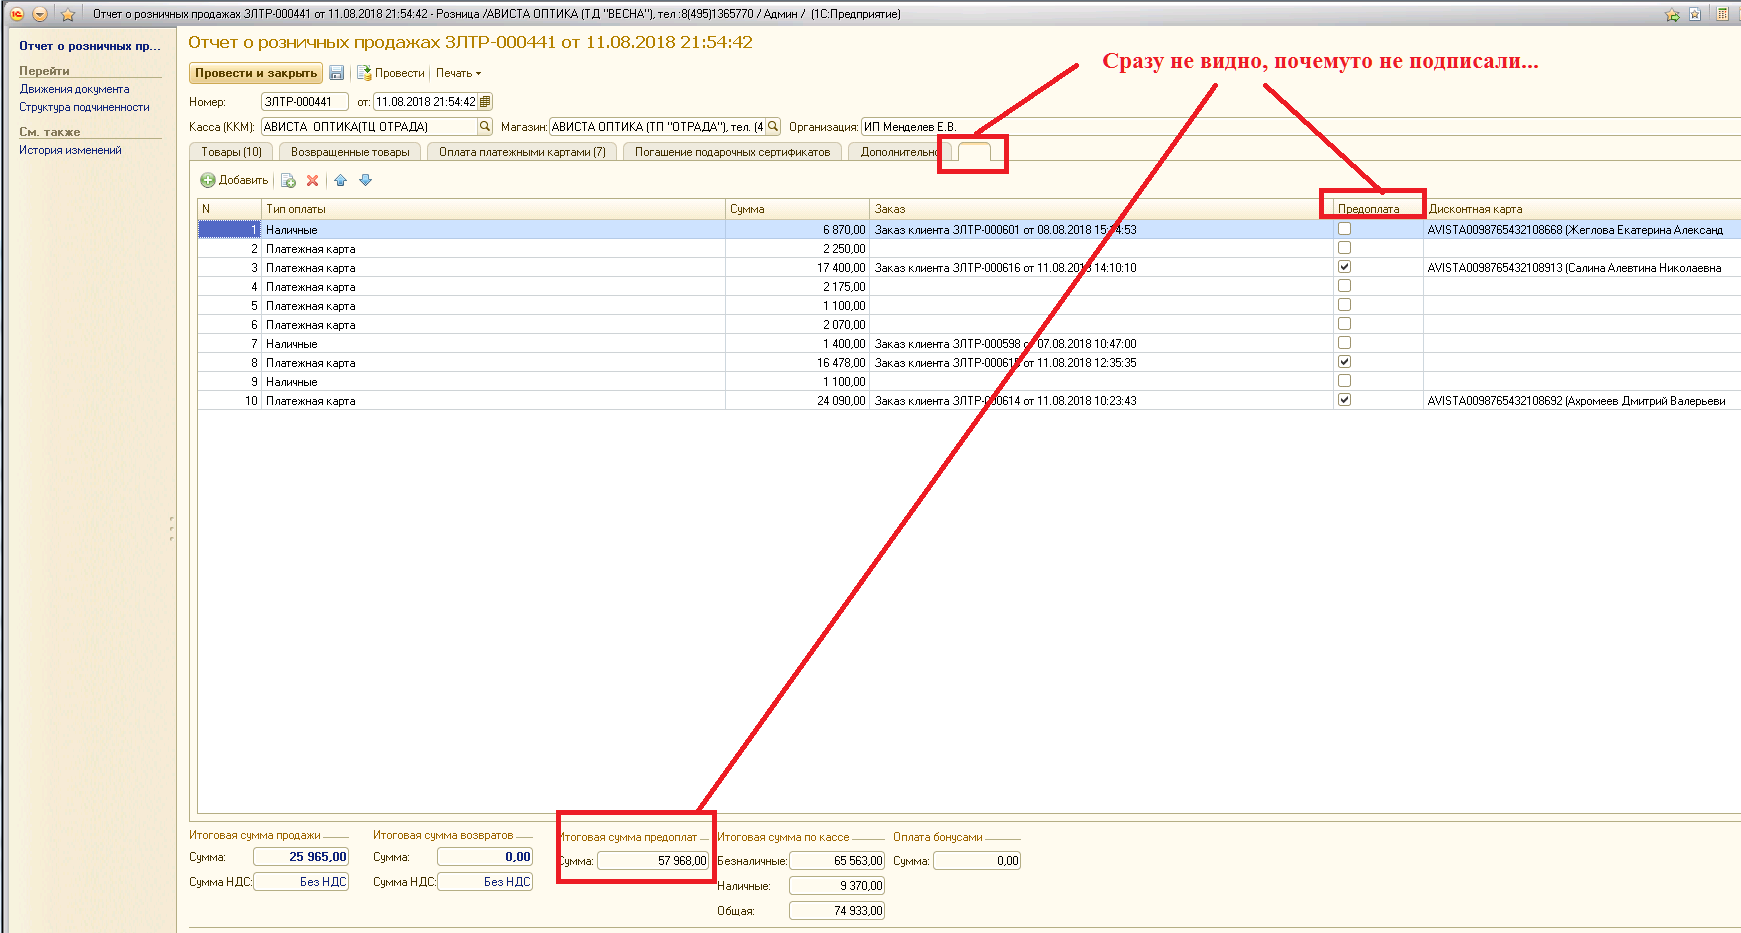 Отчет о розничных продажах ЗЛТР-000441 от 11.08.2018 21:54:42 - Розница /АВИСТА ОПТИКА (ТД "ВЕСНА"), тел :8(495)1365770 / Админ / (1С:Предприятие)
Отчет о розничных пр...
Перейти
Движения документа
Структура подчиненности
См. также
История изменений
Отчет о розничных продажах ЗЛТР-000441 от 11.08.2018 21:54:42
Сразу не видно, почемуто не подписали...
Провести и закрыть Провести Печать
Номер: ЗЛТР-000441 от: 11.08.2018 21:54:42
Касса (ККМ): АВИСТА ОПТИКА(ТЦ ОТРАДА) Магазин: АВИСТА ОПТИКА (ТП "ОТРАДА"), тел. (4 Организация: ИП Менделев Е.В.
Товары (10) Возвращенные товары Оплата платежными картами (7) Погашение подарочных сертификатов Дополнительно
Добавить
N Тип оплаты Сумма Заказ Предоплата Дисконтная карта
1 Наличные 6 870,00 Заказ клиента ЗЛТР-000601 от 08.08.2018 15:14:53 AVISTA0098765432108668 (Жеглова Екатерина Александ
2 Платежная карта 2 250,00
3 Платежная карта 17 400,00 Заказ клиента ЗЛТР-000616 от 11.08.2018 14:10:10 AVISTA0098765432108913 (Салина Алевтина Николаевна
4 Платежная карта 2 175,00
5 Платежная карта 1 100,00
6 Платежная карта 2 070,00
7 Наличные 1 400,00 Заказ клиента ЗЛТР-000598 от 07.08.2018 10:47:00
8 Платежная карта 16 478,00 Заказ клиента ЗЛТР-000615 от 11.08.2018 12:35:35
9 Наличные 1 100,00
10 Платежная карта 24 090,00 Заказ клиента ЗЛТР-000614 от 11.08.2018 10:23:43 AVISTA0098765432108692 (Ахромеев Дмитрий Валерьеви
Итоговая сумма продажи Итоговая сумма возвратов Итоговая сумма предоплат Итоговая сумма по кассе Оплата бонусами
Сумма: 25 965,00 Сумма: 0,00 Сумма: 57 968,00 Безналичные: 65 563,00 Сумма: 0,00
Сумма НДС: Без НДС Сумма НДС: Без НДС Наличные: 9 370,00
Общая: 74 933,00